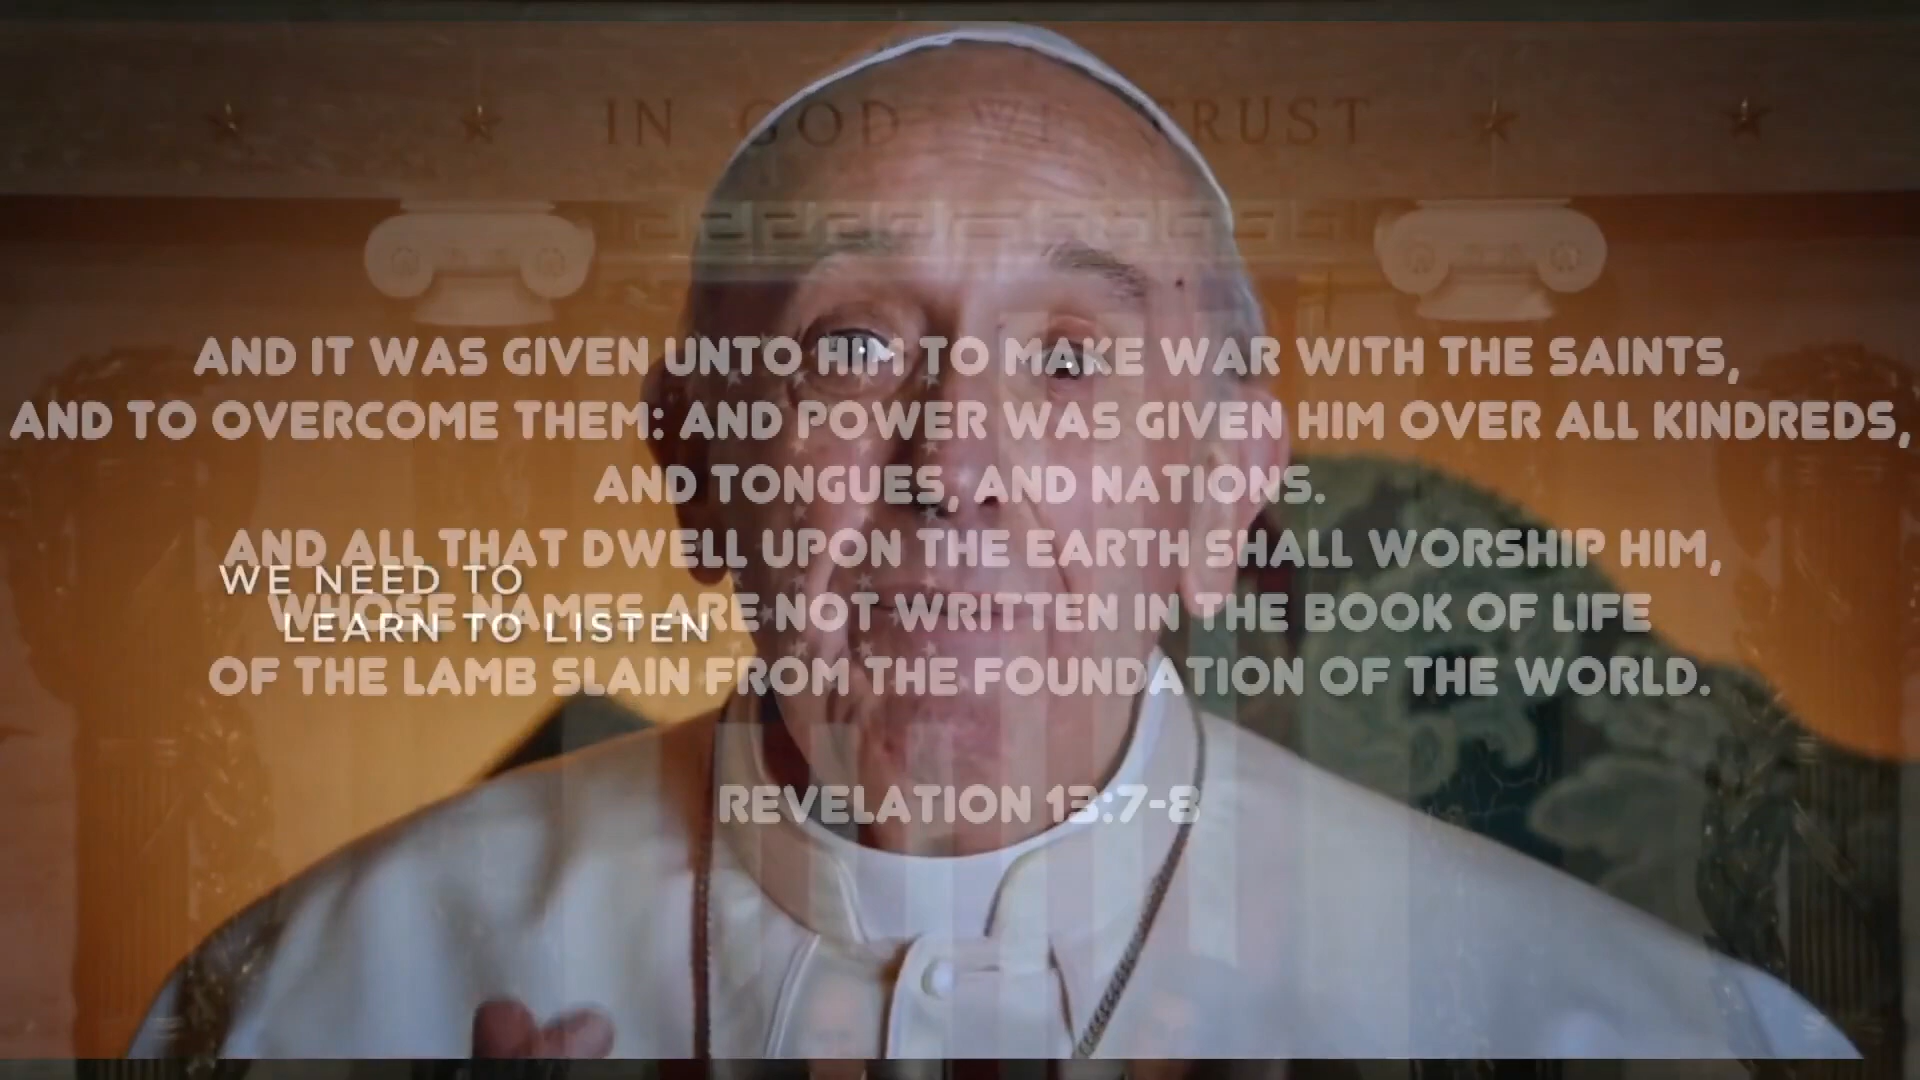 IN GOD WE TRUST
AND IT WAS GIVEN UNTO HIM TO MAKE WAR WITH THE SAINTS,
AND TO OVERCOME THEM: AND POWER WAS GIVEN HIM OVER ALL KINDREDS,
AND TONGUES, AND NATIONS.
AND ALL THAT DWELL UPON THE EARTH SHALL WORSHIP HIM,
WE NEED TO
WHOSE NAMES ARE NOT WRITTEN IN THE BOOK OF LIFE
LEARN TO LISTEN
OF THE LAMB SLAIN FROM THE FOUNDATION OF THE WORLD.
REVELATION 13:7-8